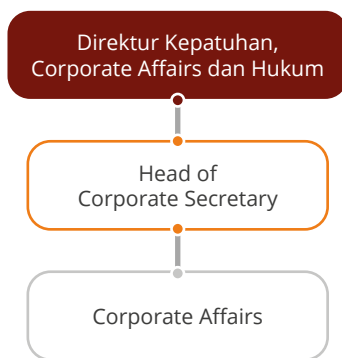 Direktur Kepatuhan,
Corporate Affairs dan Hukum
Head of
Corporate Secretary
Corporate Affairs